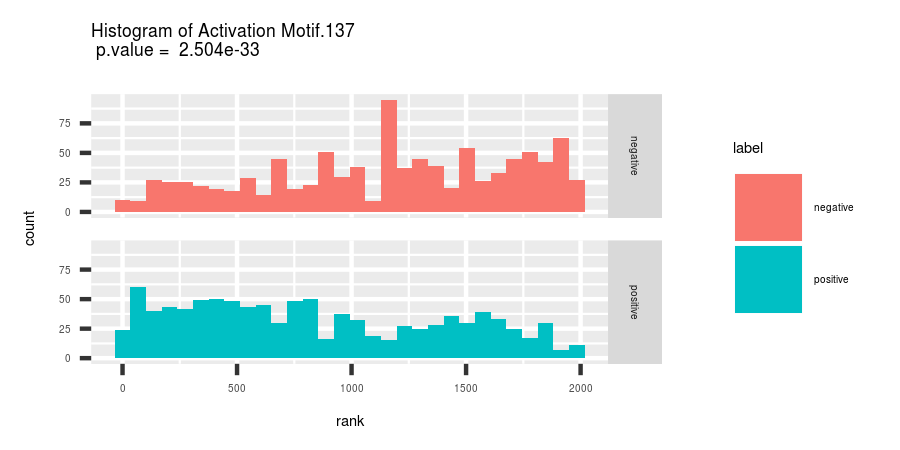 Histogram of Activation Motif.137
p.value =  2.504e-33
count
75
50
25
0
negative
75
50
25
0
positive
0 500 1000 1500 2000
rank
label
negative
positive